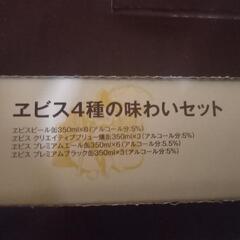 ヱビス4種の味わいセット
ヱビスビール缶350ml×8(アルコール分:5%)
ヱビス クリエイティブブリュー 燻缶350ml×3(アルコール分:5%)
ヱビス プレミアムエール缶350ml×6(アルコール分:5.5%)
ヱビス プレミアムブラック缶350ml×3(アルコール分:5%)